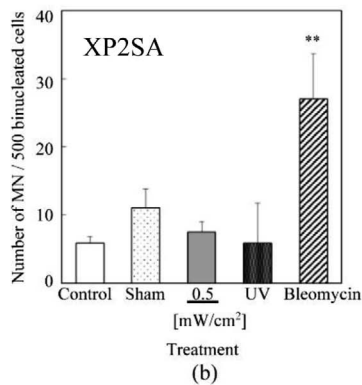 40
XP2SA
**
30
20
10
0
Number of MN / 500 binucleated cells
Control Sham 0.5 UV Bleomycin
[mW/cm²]
Treatment
(b)